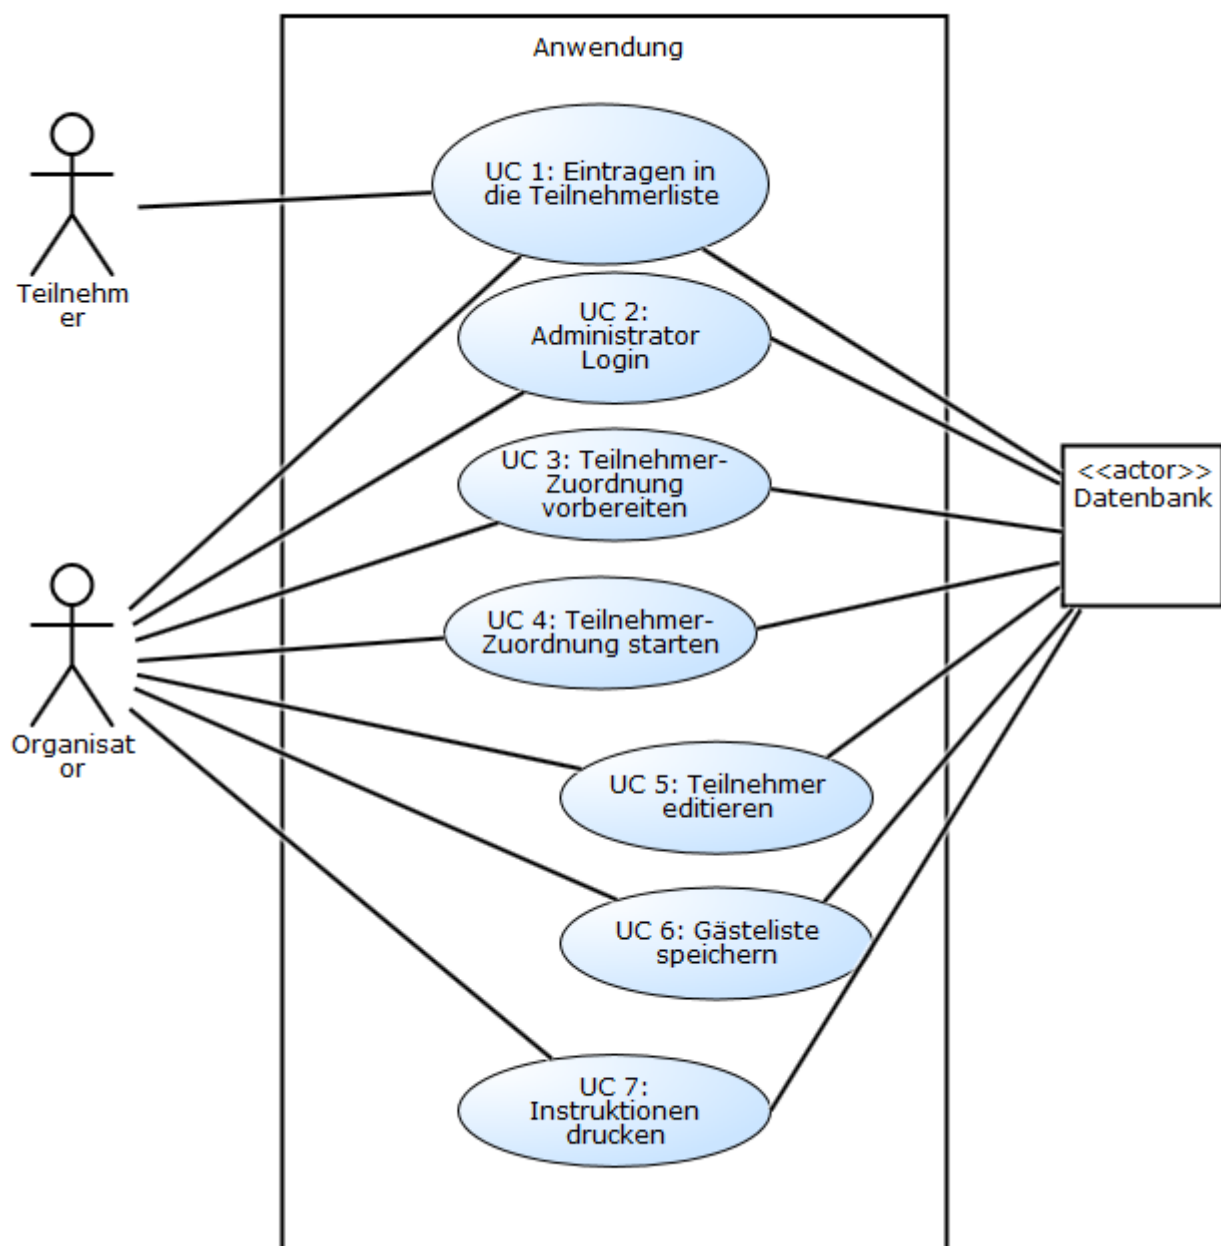 Anwendung
UC 1: Eintragen in
die Teilnehmerliste
Teilnehm
er
UC 2:
Administrator
Login
UC 3: Teilnehmer-
Zuordnung
vorbereiten
<<actor>>
Datenbank
UC 4: Teilnehmer-
Zuordnung starten
Organisat
or
UC 5: Teilnehmer
editieren
UC 6: Gästeliste
speichern
UC 7:
Instruktionen
drucken